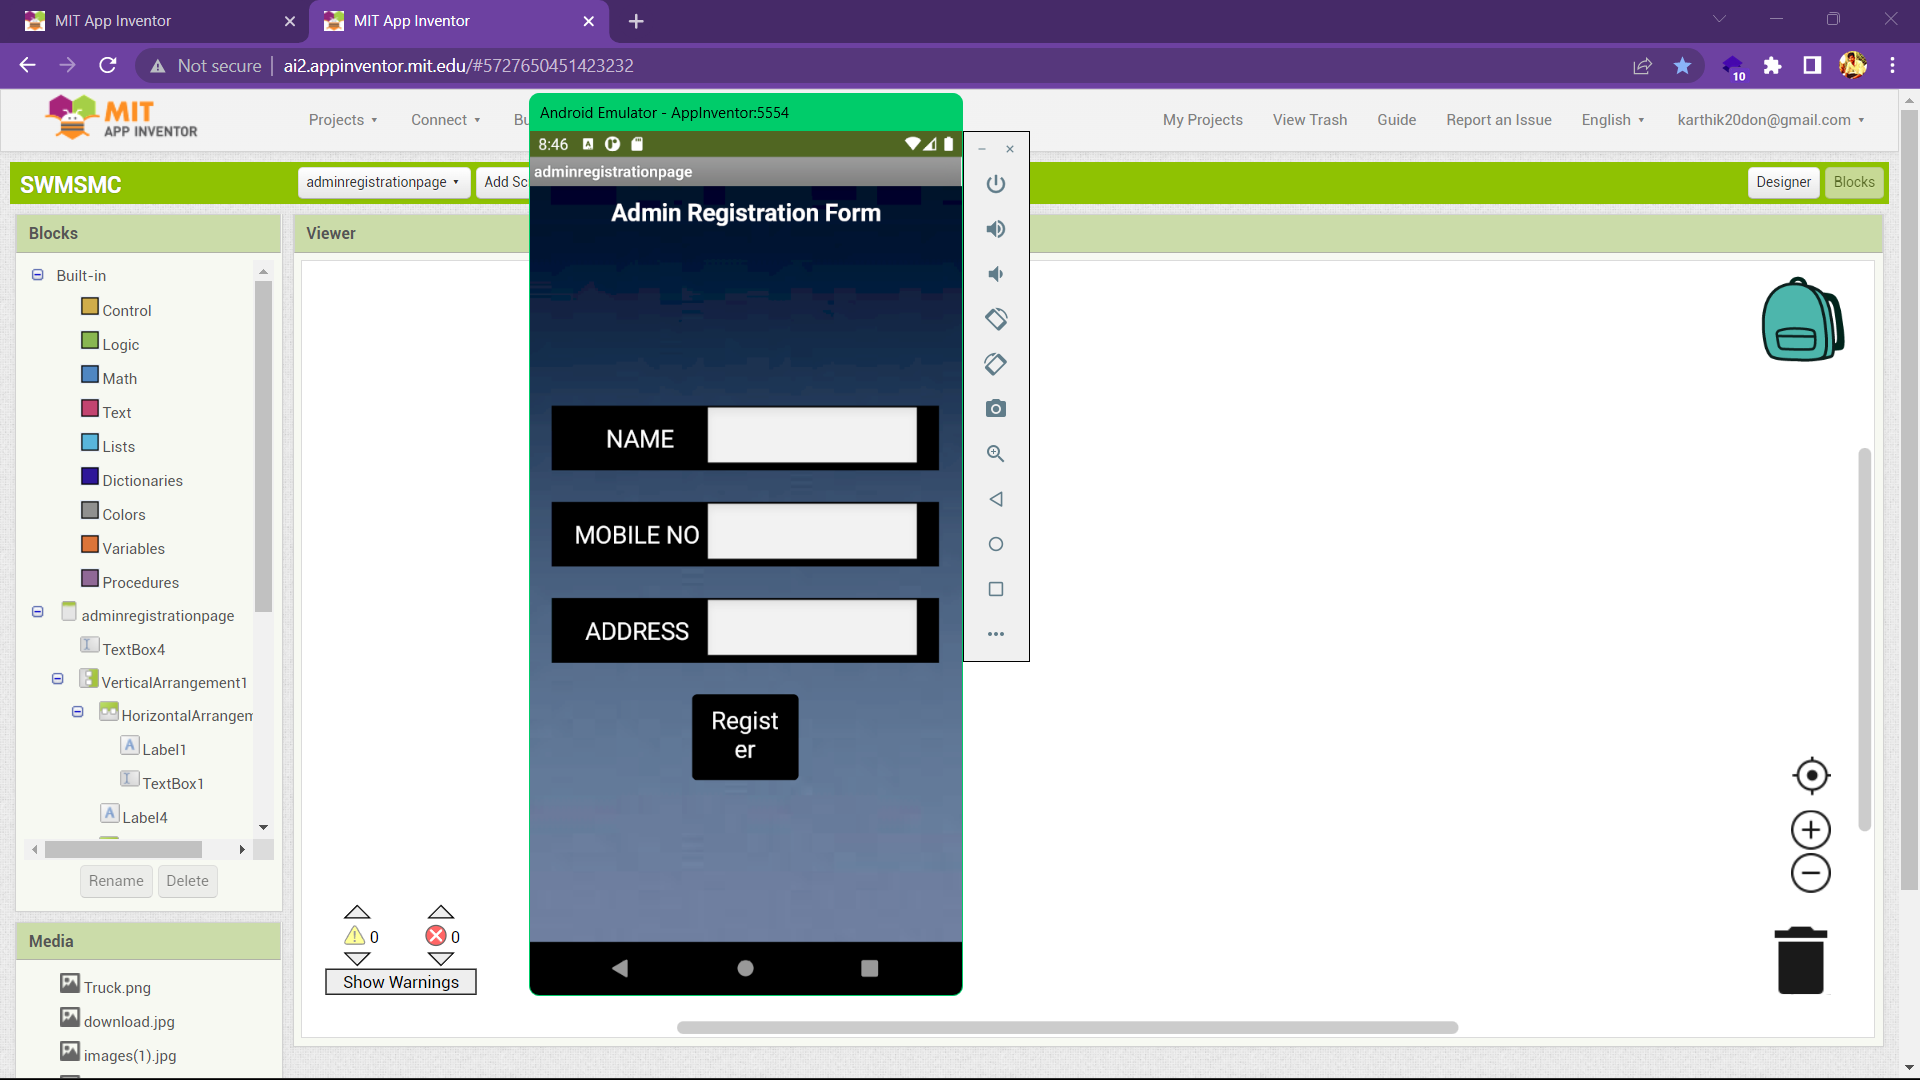 MIT App Inventor
MIT App Inventor
Not secure
ai2.appinventor.mit.edu/#5727650451423232
10
MIT
APP INVENTOR
Projects
Connect
Bu
My Projects
View Trash
Guide
Report an Issue
English
karthik20don@gmail.com
SWMSMC
adminregistrationpage
Add Sc
Designer
Blocks
Blocks
Built-in
Control
Logic
Math
Text
Lists
Dictionaries
Colors
Variables
Procedures
adminregistrationpage
TextBox4
VerticalArrangement1
HorizontalArrangem
Label1
TextBox1
Label4
Rename
Delete
Media
Truck.png
download.jpg
images(1).jpg
Viewer
0
0
Show Warnings
Android Emulator - AppInventor:5554
8:46
adminregistrationpage
Admin Registration Form
NAME
MOBILE NO
ADDRESS
Regist
er